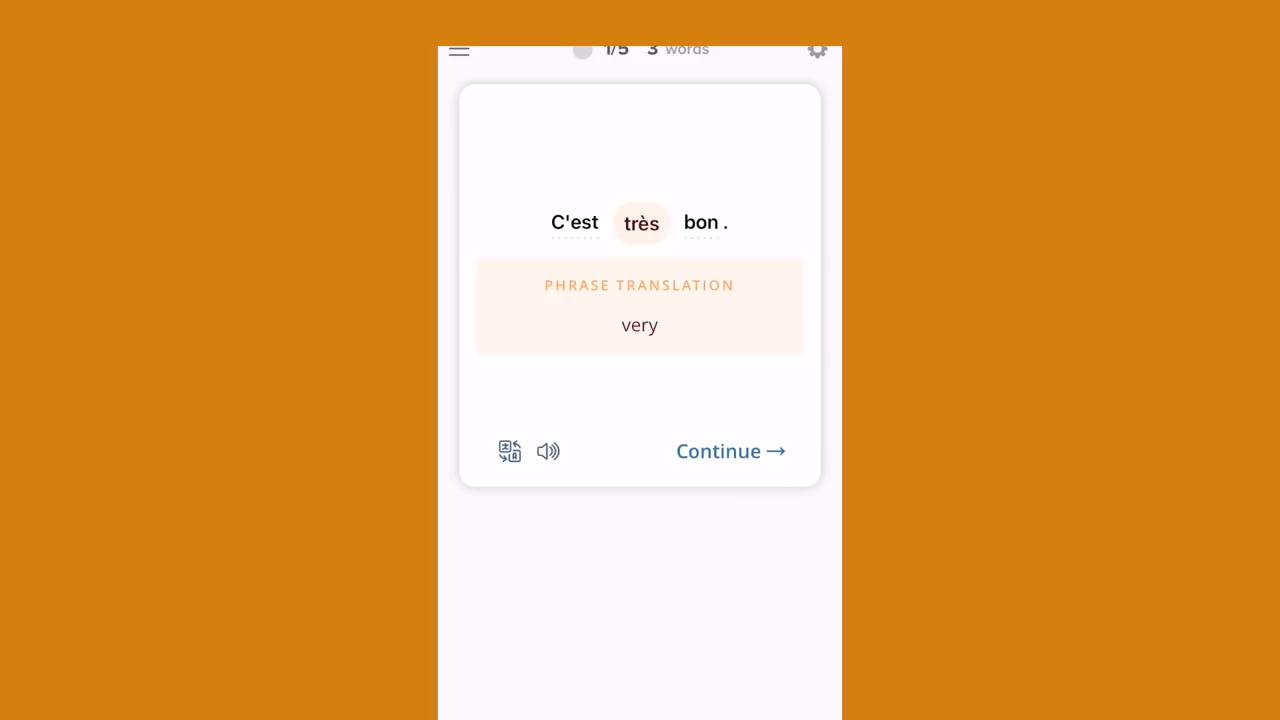 1/5 3 words
C'est très bon .
PHRASE TRANSLATION
very
Continue →